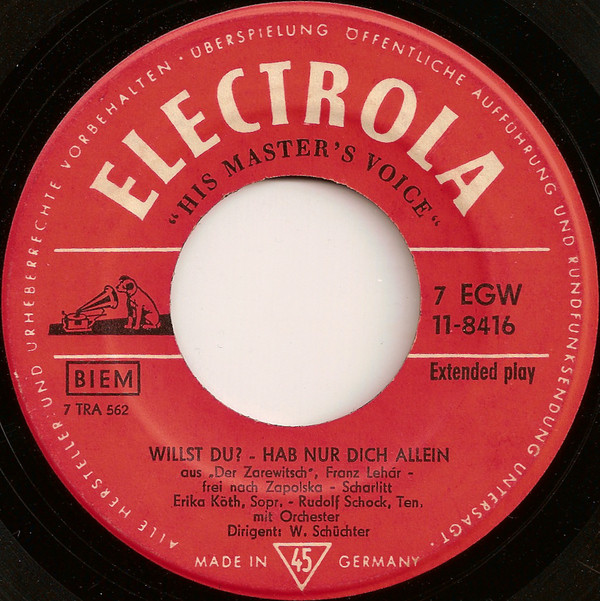 ALLE HERSTELLER- UND URHEBERRECHTE VORBEHALTEN · ÜBERSPIELUNG ÖFFENTLICHE AUFFÜHRUNG UND RUNDFUNKSENDUNG UNTERSAGT ·
ELECTROLA
"HIS MASTER'S VOICE"
7 EGW
11-8416
BIEM
Extended play
7 TRA 562
WILLST DU? - HAB NUR DICH ALLEIN
aus „Der Zarewitsch", Franz Lehár -
frei nach Zapolska - Scharlitt
Erika Köth, Sopr. - Rudolf Schock, Ten.
mit Orchester
Dirigent: W. Schüchter
MADE IN 45 GERMANY